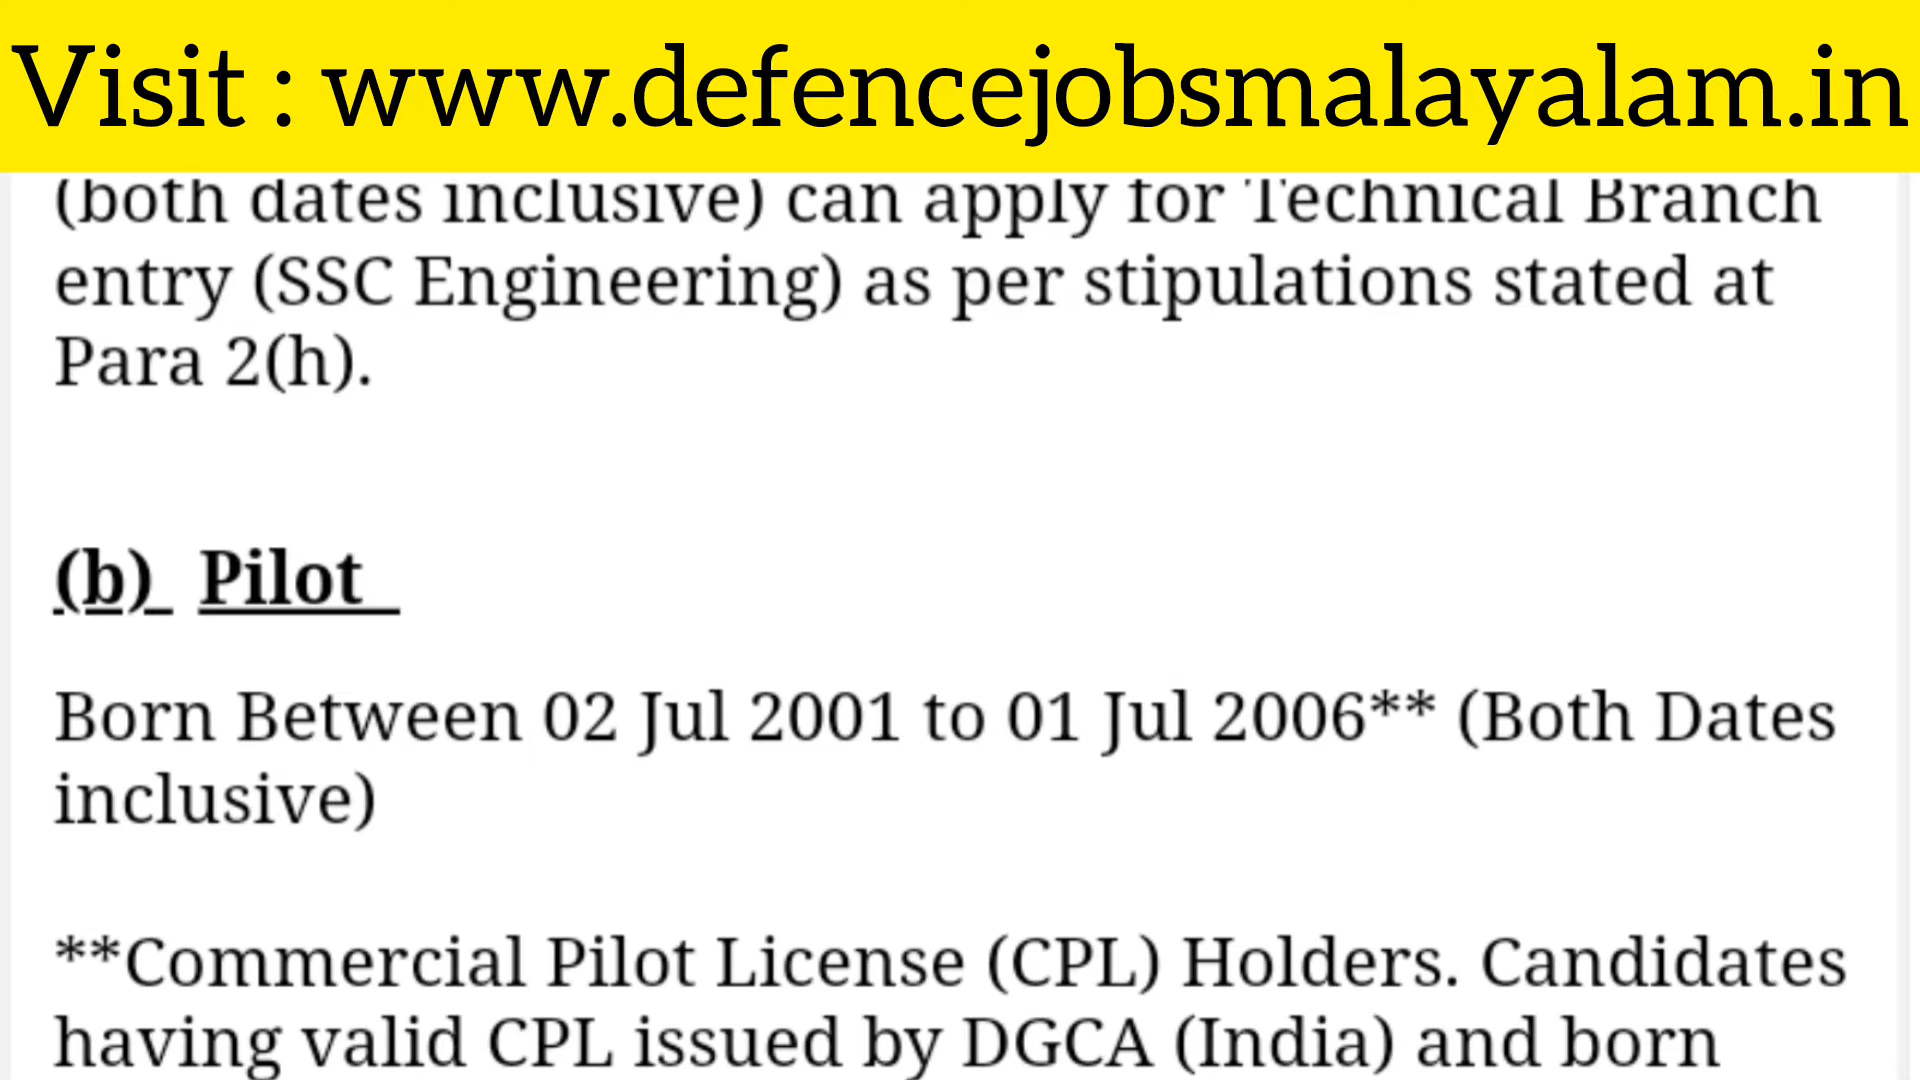 Visit : www.defencejobsmalayalam.in
(both dates inclusive) can apply for Technical Branch
entry (SSC Engineering) as per stipulations stated at
Para 2(h).
(b) Pilot
Born Between 02 Jul 2001 to 01 Jul 2006** (Both Dates
inclusive)
**Commercial Pilot License (CPL) Holders. Candidates
having valid CPL issued by DGCA (India) and born